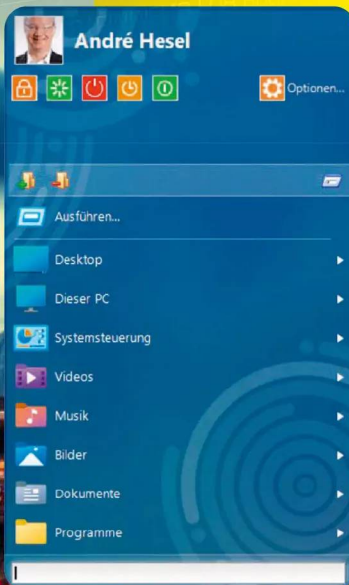 André Hesel
Optionen...
Ausführen...
Desktop
Dieser PC
Systemsteuerung
Videos
Musik
Bilder
Dokumente
Programme